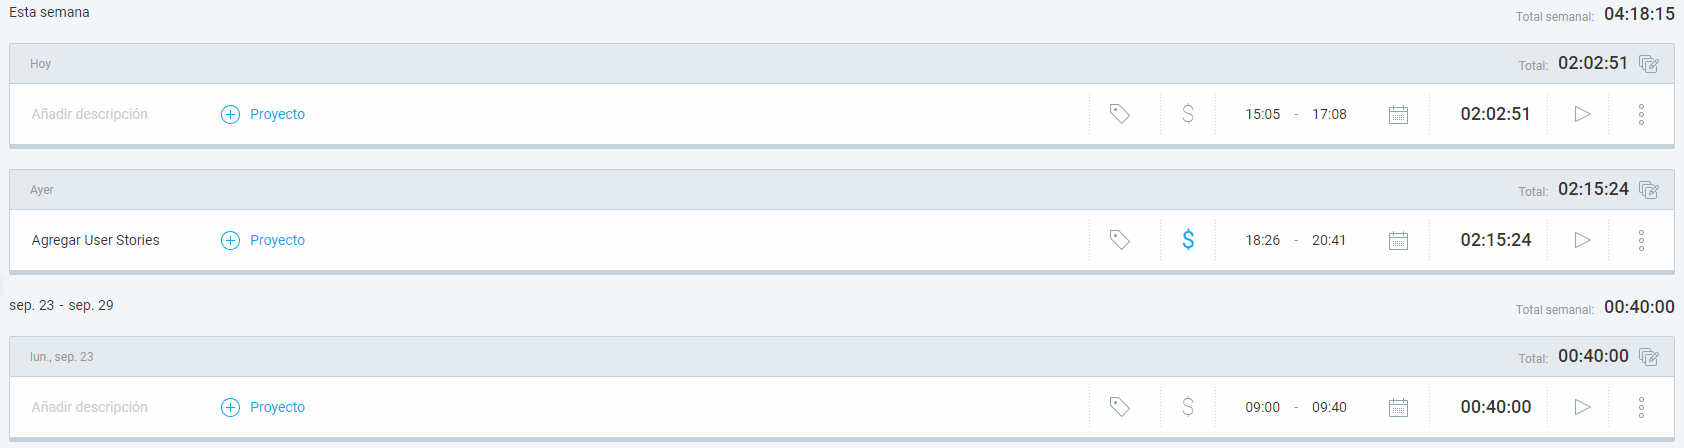 Esta semana Total semanal: 04:18:15
Hoy Total: 02:02:51
Añadir descripción Proyecto $ 15:05 - 17:08 02:02:51
Ayer Total: 02:15:24
Agregar User Stories Proyecto $ 18:26 - 20:41 02:15:24
sep. 23 - sep. 29 Total semanal: 00:40:00
lun., sep. 23 Total: 00:40:00
Añadir descripción Proyecto $ 09:00 - 09:40 00:40:00